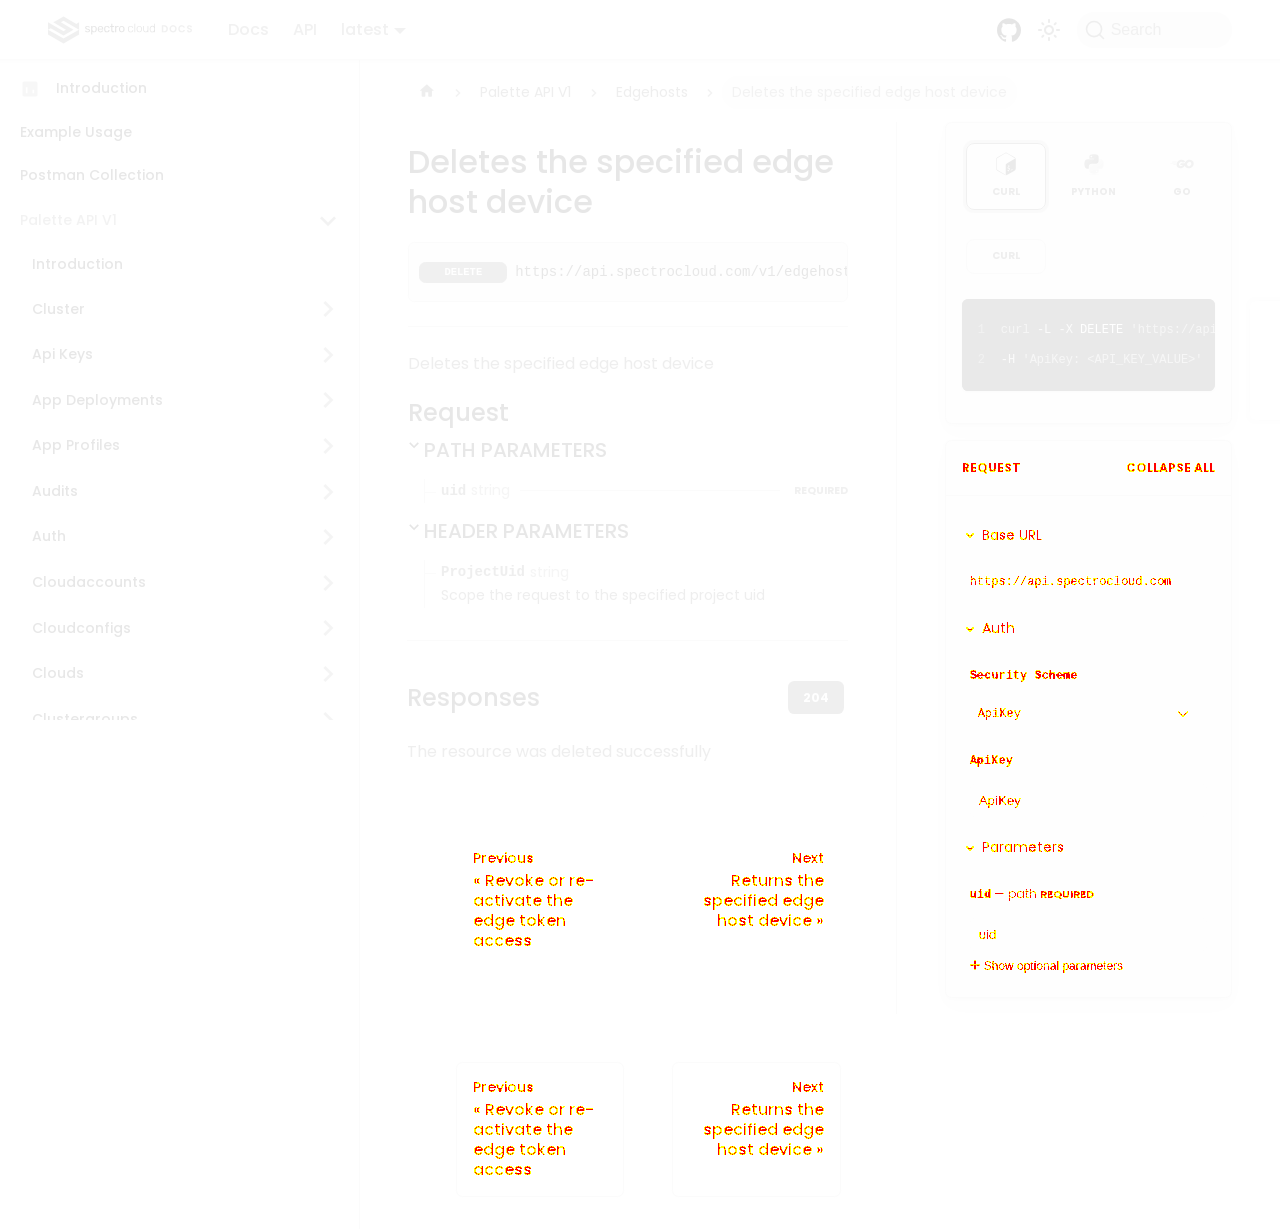 spectro cloud DOCS
Docs
API
latest
Search
Introduction
Example Usage
Postman Collection
Palette API V1
Introduction
Cluster
Api Keys
App Deployments
App Profiles
Audits
Auth
Cloudaccounts
Cloudconfigs
Clouds
Clustergroups
Palette API V1
Edgehosts
Deletes the specified edge host device
Deletes the specified edge
host device
DELETE https://api.spectrocloud.com/v1/edgehost
Deletes the specified edge host device
Request
PATH PARAMETERS
uid string REQUIRED
HEADER PARAMETERS
ProjectUid string
Scope the request to the specified project uid
Responses
204
The resource was deleted successfully
Previous
« Revoke or re-
activate the
edge token
access
Next
Returns the
specified edge
host device »
Previous
« Revoke or re-
activate the
edge token
access
Next
Returns the
specified edge
host device »
CURL
PYTHON
GO
CURL
1 curl -L -X DELETE 'https://api
2 -H 'ApiKey: <API_KEY_VALUE>'
REQUEST
COLLAPSE ALL
Base URL
https://api.spectrocloud.com
Auth
Security Scheme
ApiKey
ApiKey
ApiKey
Parameters
uid — path REQUIRED
uid
Show optional parameters